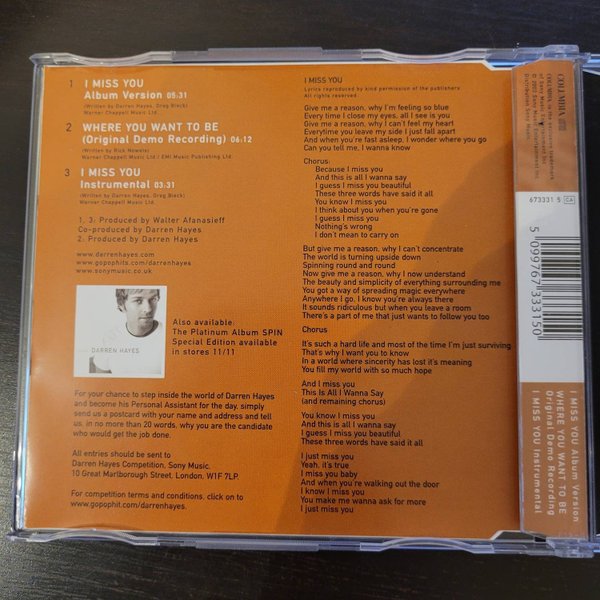 1 I MISS YOU
Album Version 05:31
(Written by Darren Hayes, Greg Bieck)
Warner Chappell Music Ltd.
2 WHERE YOU WANT TO BE
(Original Demo Recording) 06:12
(Written by Rick Nowels)
Warner Chappell Music Ltd / EMI Music Publishing Ltd.
3 I MISS YOU
Instrumental 03:31
(Written by Darren Hayes, Greg Bieck)
Warner Chappell Music Ltd.
1, 3: Produced by Walter Afanasieff
Co-produced by Darren Hayes
2: Produced by Darren Hayes
www.darrenhayes.com
www.gopophits.com/darrenhayes
www.sonymusic.co.uk
DARREN HAYES
Also available:
The Platinum Album SPIN
Special Edition available
in stores 11/11
For your chance to step inside the world of Darren Hayes
and become his Personal Assistant for the day, simply
send us a postcard with your name and address and tell
us, in no more than 20 words, why you are the candidate
who would get the job done.
All entries should be sent to
Darren Hayes Competition, Sony Music,
10 Great Marlborough Street, London, W1F 7LP.
For competition terms and conditions, click on to
www.gopophit.com/darrenhayes.
I MISS YOU
Lyrics reproduced by kind permission of the publishers
All rights reserved
Give me a reason, why I'm feeling so blue
Every time I close my eyes, all I see is you
Give me a reason, why I can't feel my heart
Everytime you leave my side I just fall apart
And when you're fast asleep, I wonder where you go
Can you tell me, I wanna know
Chorus:
Because I miss you
And this is all I wanna say
I guess I miss you beautiful
These three words have said it all
You know I miss you
I think about you when you're gone
I guess I miss you
Nothing's wrong
I don't mean to carry on
But give me a reason, why I can't concentrate
The world is turning upside down
Spinning round and round
Now give me a reason, why I now understand
The beauty and simplicity of everything surrounding me
You got a way of spreading magic everywhere
Anywhere I go, I know you're always there
It sounds ridiculous but when you leave a room
There's a part of me that just wants to follow you too
Chorus
It's such a hard life and most of the time I'm just surviving
That's why I want you to know
In a world where sincerity has lost it's meaning
You fill my world with so much hope
And I miss you
This Is All I Wanna Say
(and remaining chorus)
You know I miss you
And this is all I wanna say
I guess I miss you beautiful
These three words have said it all
I just miss you
Yeah, it's true
I miss you baby
And when you're walking out the door
I know I miss you
You make me wanna ask for more
I just miss you
COLUMBIA
COLUMBIA is the exclusive trademark
of Sony Music Entertainment Inc.
© 2002 Sony Music Entertainment Inc.
Distribution Sony Music
673331 5 CA
5 099767 333150
I MISS YOU Album Version
WHERE YOU WANT TO BE
Original Demo Recording
I MISS YOU Instrumental